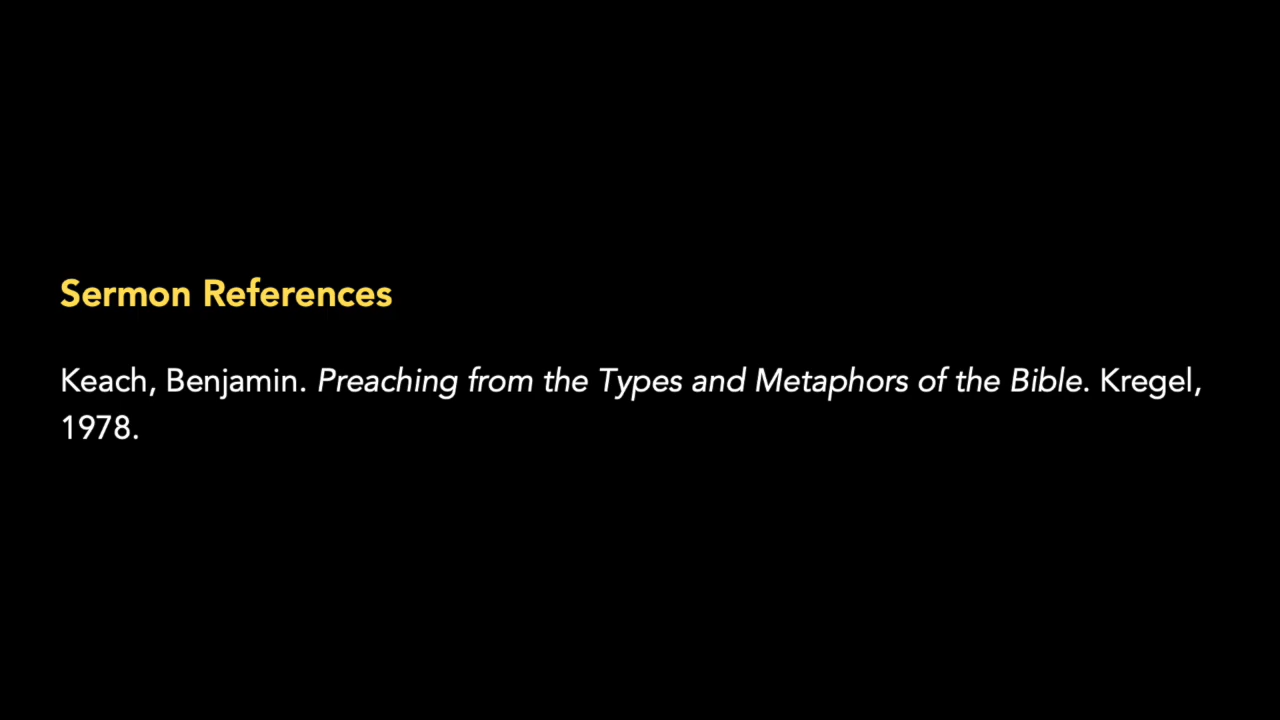 Sermon References
Keach, Benjamin. Preaching from the Types and Metaphors of the Bible. Kregel,
1978.